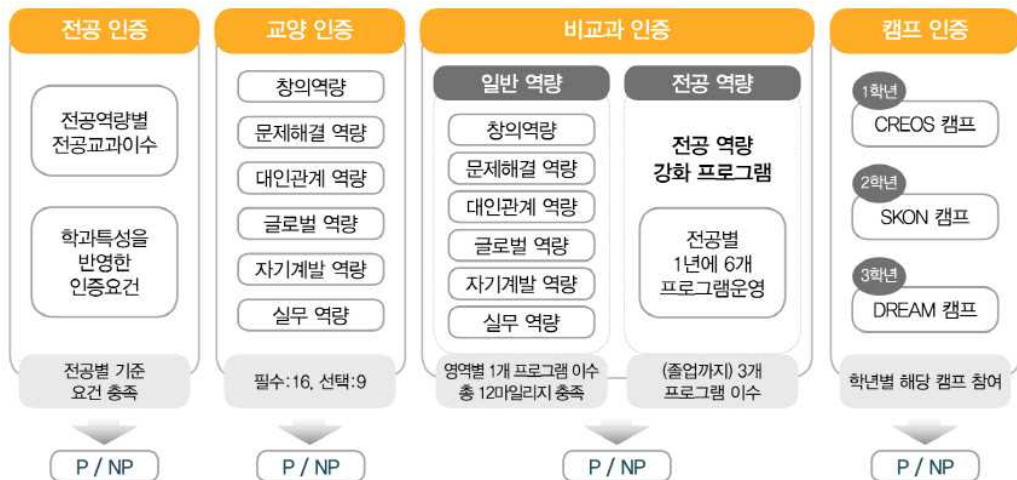 전공 인증
전공역량별
전공교과이수
학과특성을
반영한
인증요건
전공별 기준
요건 충족
P / NP
교양 인증
창의역량
문제해결 역량
대인관계 역량
글로벌 역량
자기계발 역량
실무 역량
필수:16, 선택:9
P / NP
비교과 인증
일반 역량
창의역량
문제해결 역량
대인관계 역량
글로벌 역량
자기계발 역량
실무 역량
영역별 1개 프로그램 이수
총 12마일리지 충족
전공 역량
전공 역량
강화 프로그램
전공별
1년에 6개
프로그램운영
(졸업까지) 3개
프로그램 이수
P / NP
캠프 인증
1학년
CREOS 캠프
2학년
SKON 캠프
3학년
DREAM 캠프
학년별 해당 캠프 참여
P / NP